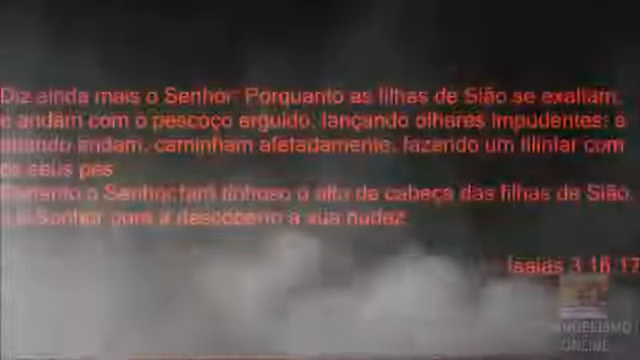 Diz ainda mais o Senhor: Porquanto as filhas de Sião se exaltam,
e andam com o pescoço erguido, lançando olhares impudentes; e
quando andam, caminham afetadamente, fazendo um tilintar com
os seus pés
o Senhor fará tinhoso o alto da cabeça das filhas de Sião,
o Senhor pora a descoberto a sua nudez
Isaías 3.16,17
ONLINE